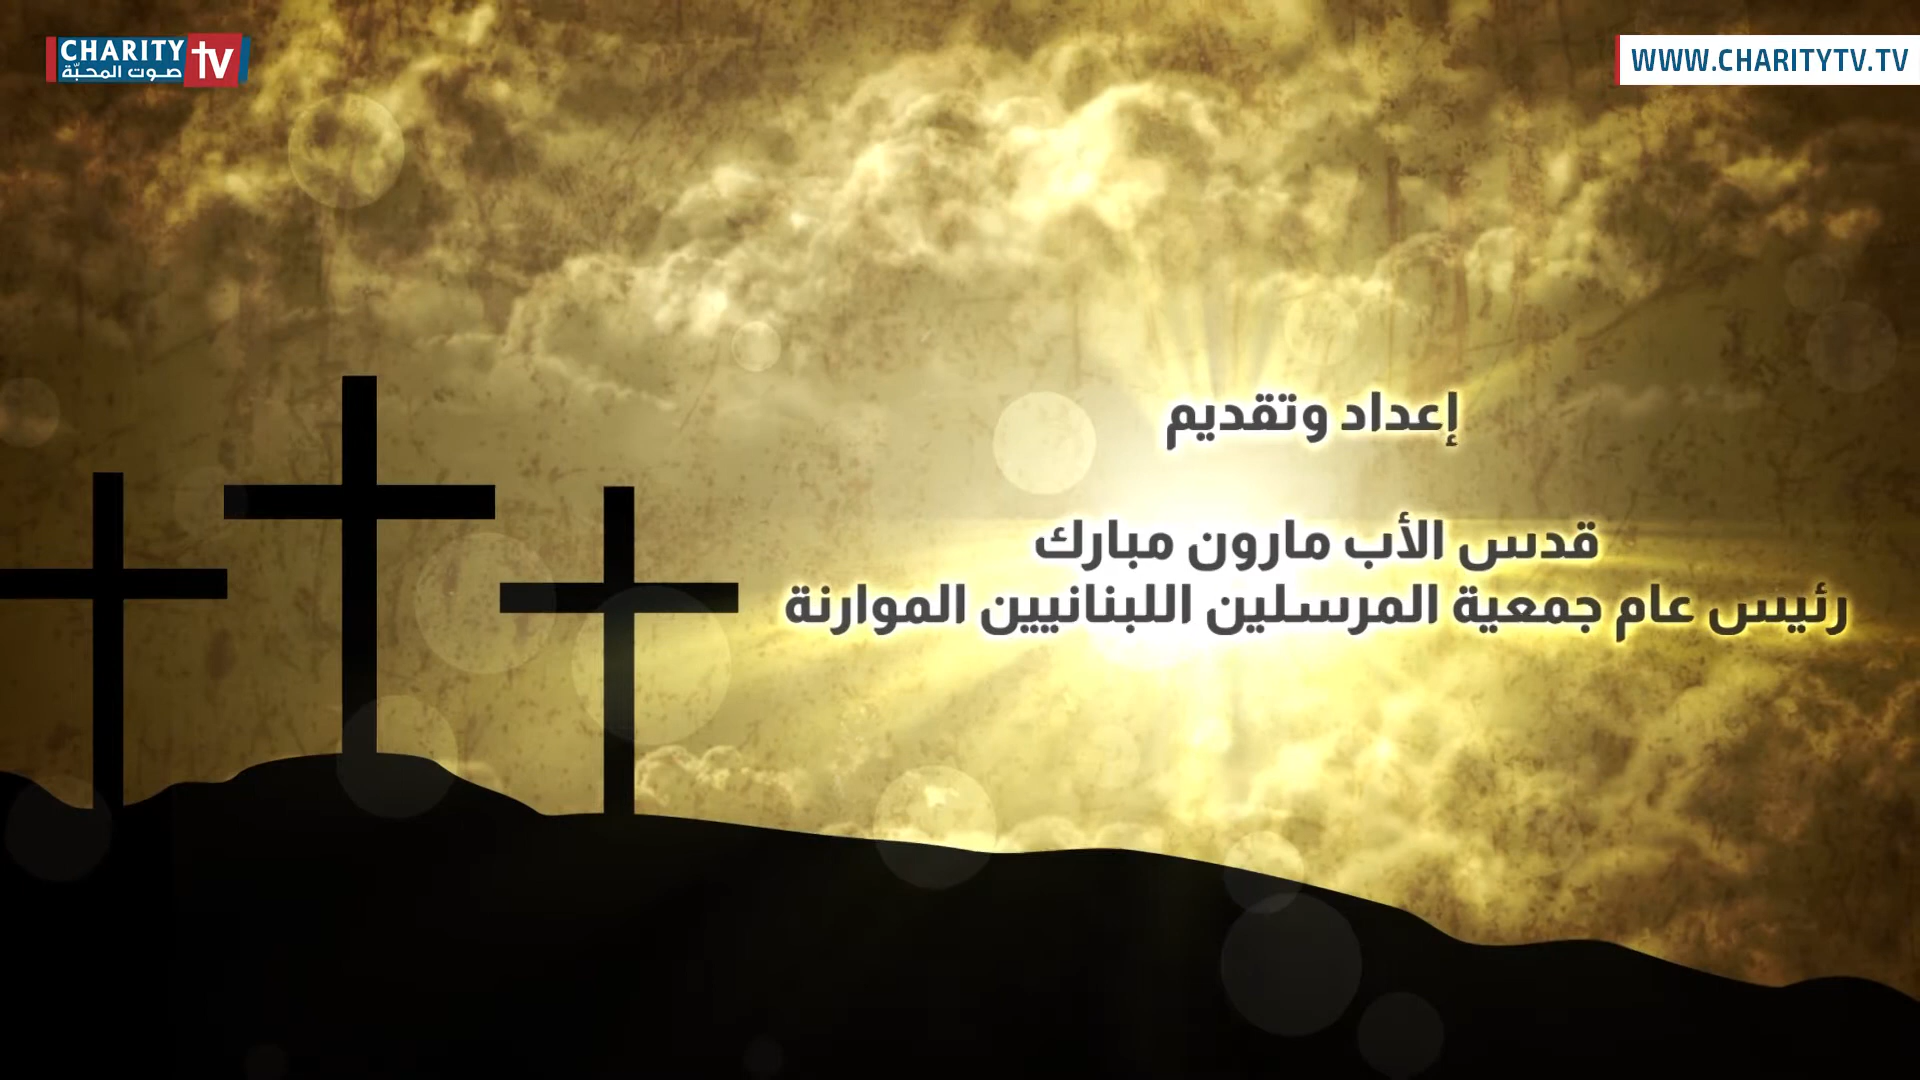 CHARITY tv
صوت المحبّة
WWW.CHARITYTV.TV
إعداد وتقديم
قدس الأب مارون مبارك
رئيس عام جمعية المرسلين اللبنانيين الموارنة